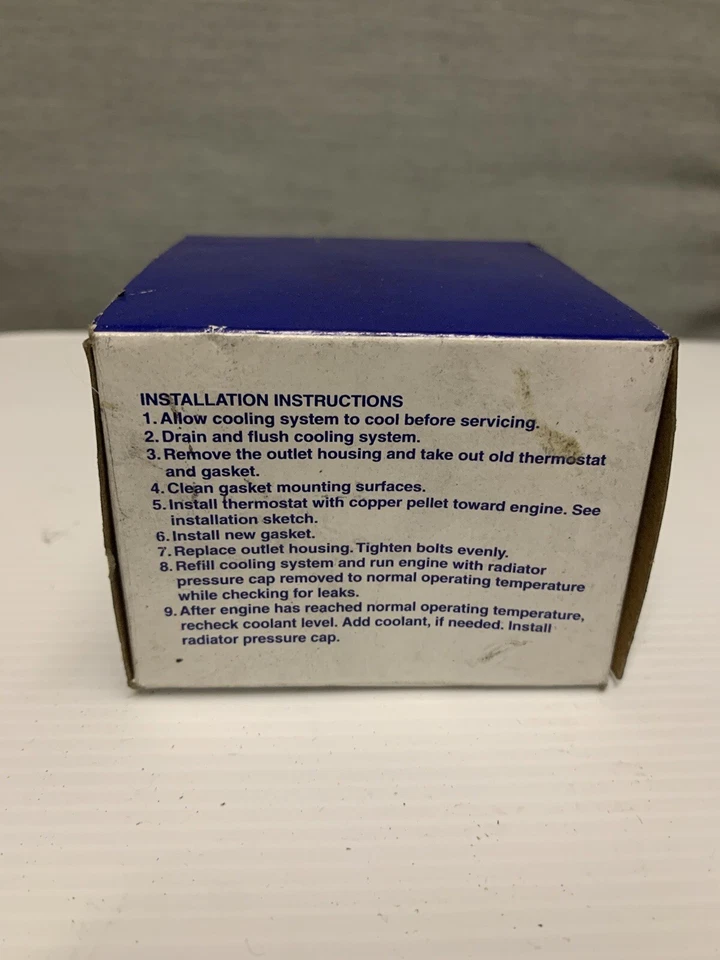 INSTALLATION INSTRUCTIONS
1. Allow cooling system to cool before servicing.
2. Drain and flush cooling system.
3. Remove the outlet housing and take out old thermostat
and gasket.
4. Clean gasket mounting surfaces.
5. Install thermostat with copper pellet toward engine. See
installation sketch.
6. Install new gasket.
7. Replace outlet housing. Tighten bolts evenly.
8. Refill cooling system and run engine with radiator
pressure cap removed to normal operating temperature
while checking for leaks.
9. After engine has reached normal operating temperature,
recheck coolant level. Add coolant, if needed. Install
radiator pressure cap.